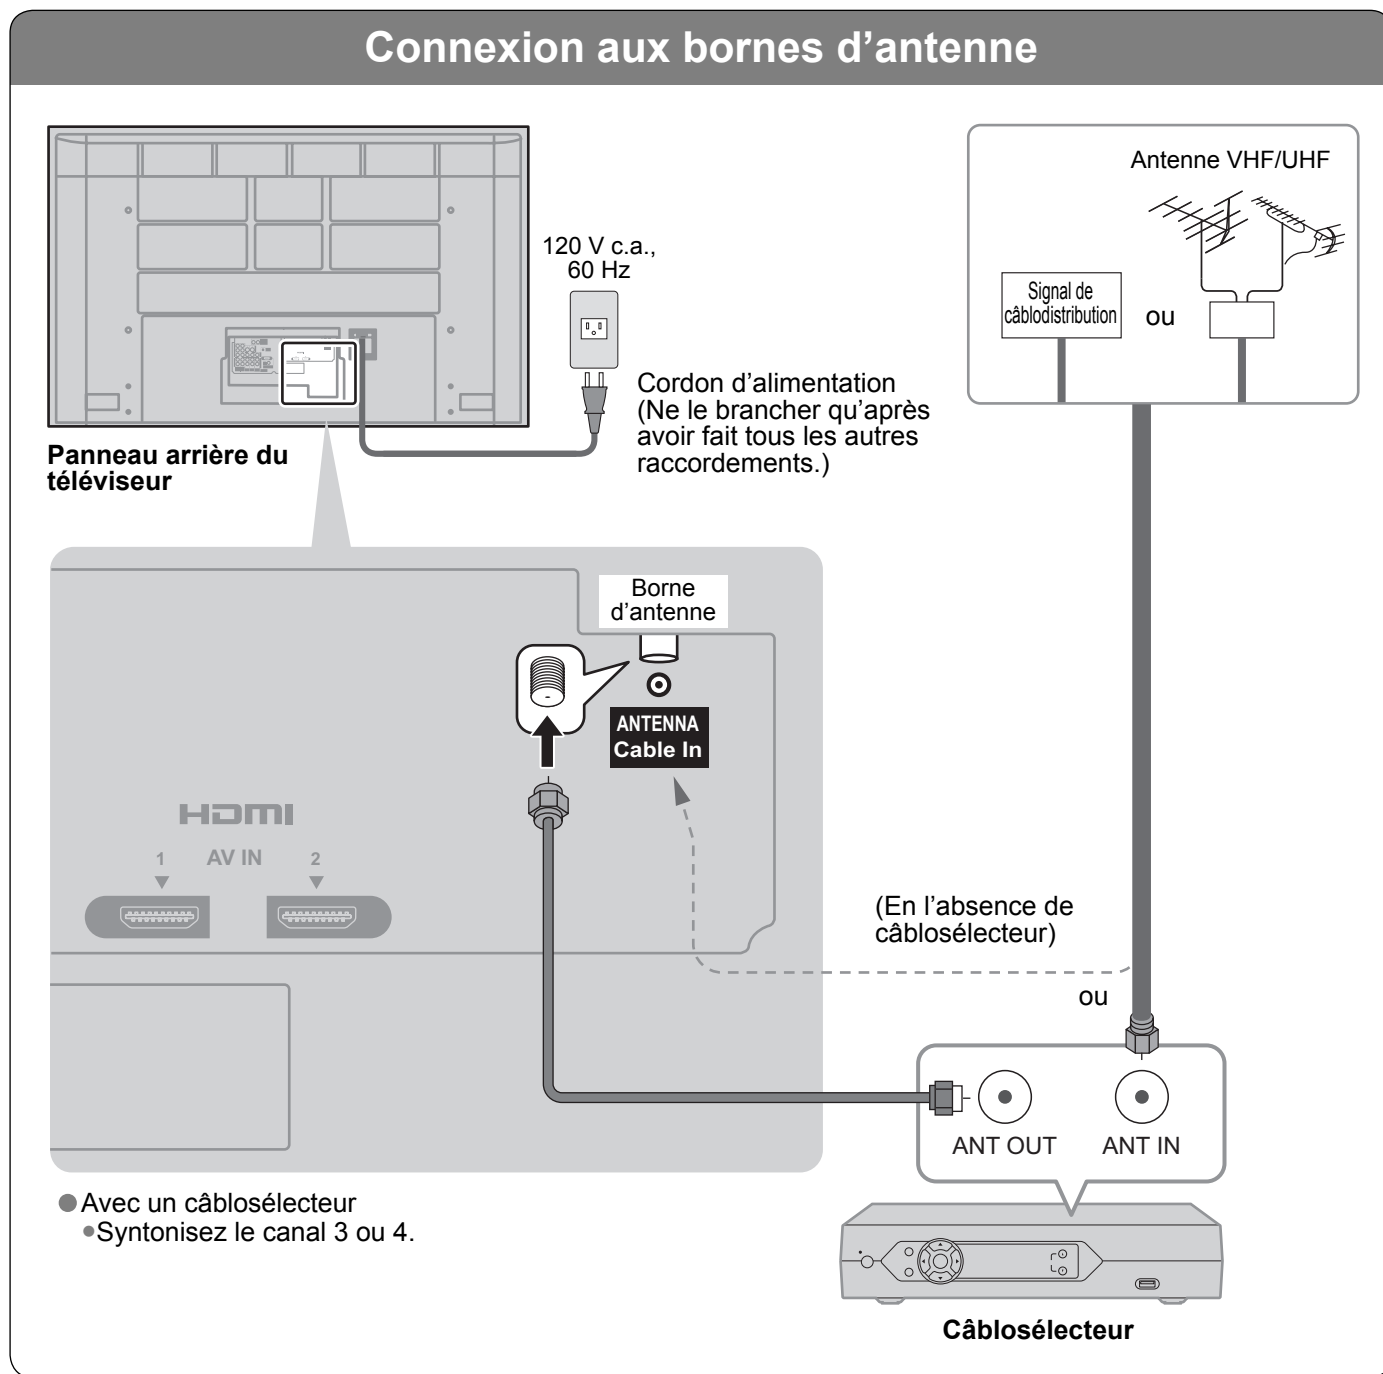 Connexion aux bornes d’antenne
Antenne VHF/UHF
120 V c.a.,
60 Hz
Signal de
câblodistribution
ou
Cordon d’alimentation
(Ne le brancher qu’après
avoir fait tous les autres
raccordements.)
Panneau arrière du
téléviseur
Borne
d’antenne
ANTENNA
Cable In
HDMI
1 AV IN 2
(En l’absence de
câblosélecteur)
ou
ANT OUT ANT IN
Avec un câblosélecteur
Syntonisez le canal 3 ou 4.
Câblosélecteur